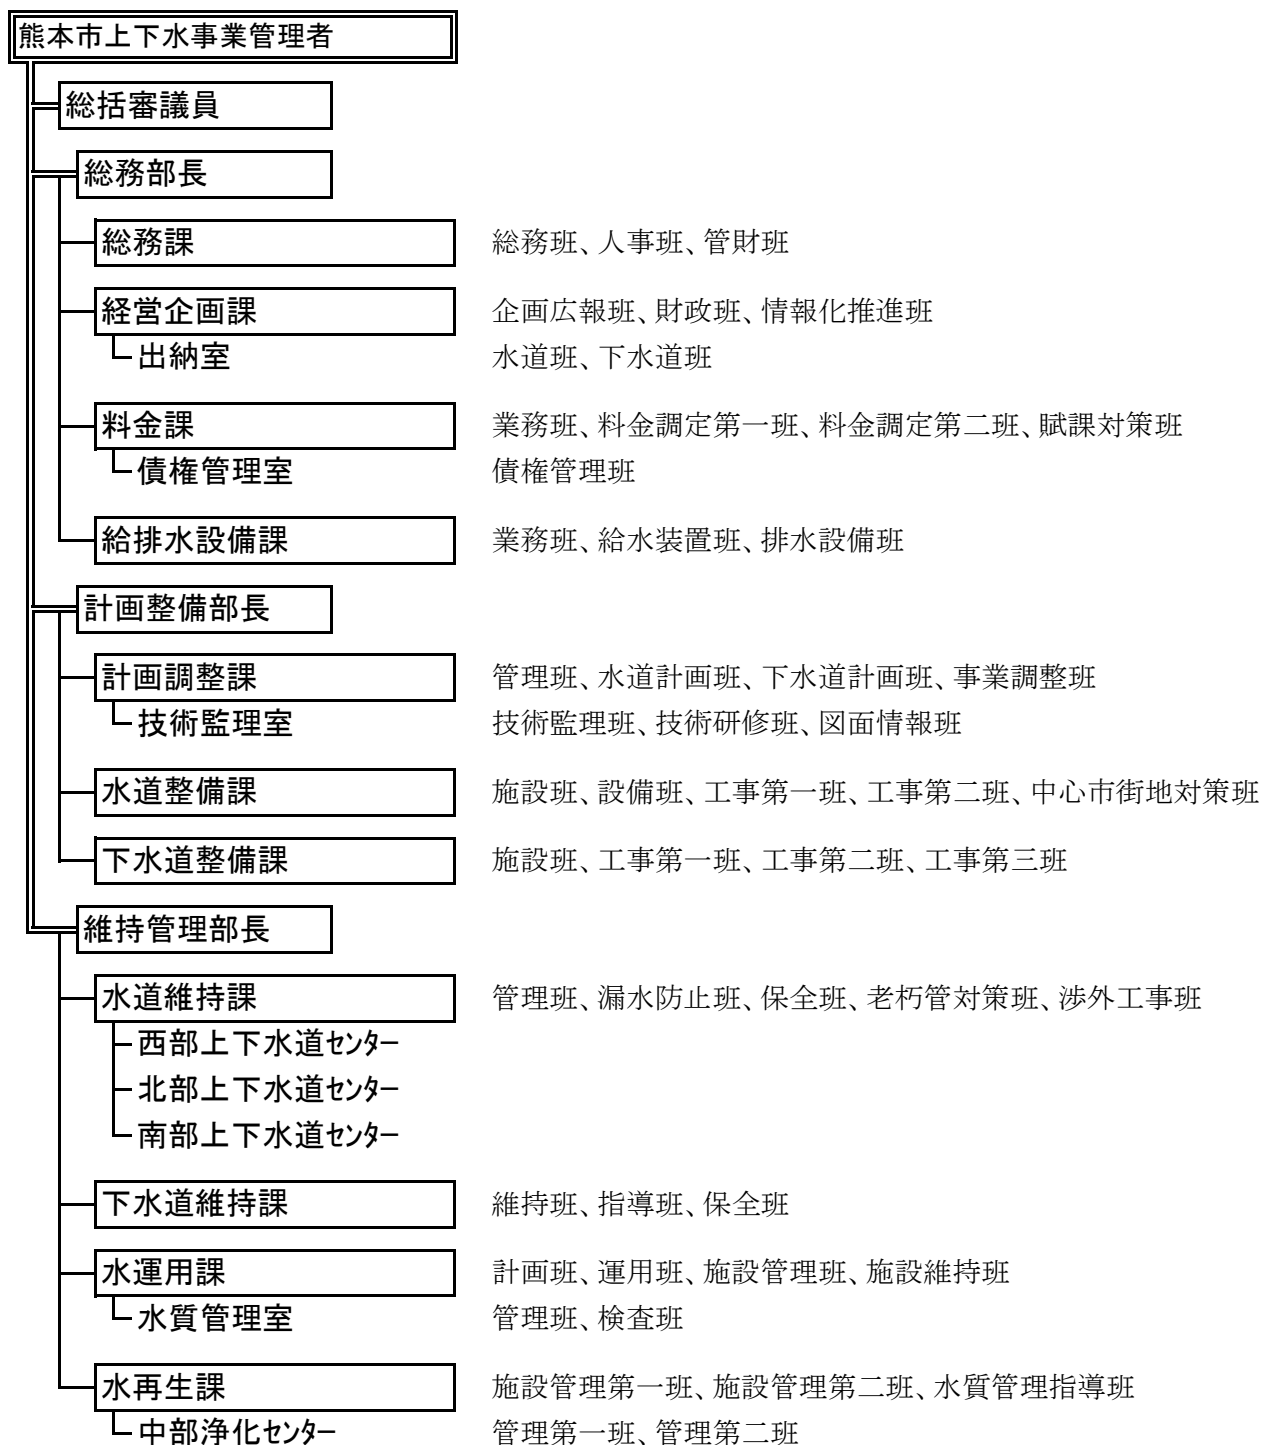 熊本市上下水事業管理者
総括審議員
総務部長
総務課 総務班、人事班、管財班
経営企画課 企画広報班、財政班、情報化推進班
出納室 水道班、下水道班
料金課 業務班、料金調定第一班、料金調定第二班、賦課対策班
債権管理室 債権管理班
給排水設備課 業務班、給水装置班、排水設備班
計画整備部長
計画調整課 管理班、水道計画班、下水道計画班、事業調整班
技術監理室 技術監理班、技術研修班、図面情報班
水道整備課 施設班、設備班、工事第一班、工事第二班、中心市街地対策班
下水道整備課 施設班、工事第一班、工事第二班、工事第三班
維持管理部長
水道維持課 管理班、漏水防止班、保全班、老朽管対策班、渉外工事班
西部上下水道ｾﾝﾀｰ
北部上下水道ｾﾝﾀｰ
南部上下水道ｾﾝﾀｰ
下水道維持課 維持班、指導班、保全班
水運用課 計画班、運用班、施設管理班、施設維持班
水質管理室 管理班、検査班
水再生課 施設管理第一班、施設管理第二班、水質管理指導班
中部浄化ｾﾝﾀｰ 管理第一班、管理第二班